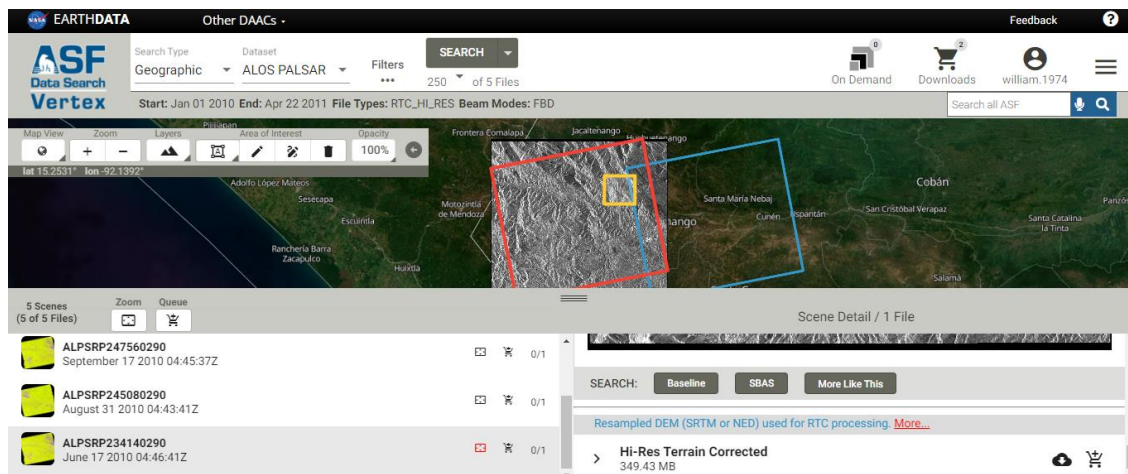 EARTHDATA Other DAACs Feedback ?
ASF
Data Search
Vertex
Search Type Dataset
Geographic ALOS PALSAR Filters SEARCH
250 of 5 Files
0 2
On Demand Downloads william.1974
Start: Jan 01 2010 End: Apr 22 2011 File Types: RTC_HI_RES Beam Modes: FBD Search all ASF
Map View Zoom Layers Area of Interest Opacity
+ − 100%
lat 15.2531° lon -92.1392°
Pijijiapan
Frontera Comalapa
Jacaltenango
Huehuetenango
Adolfo López Mateos
Sesecapa
Escuintla
Motozintla
de Mendoza
Santa María Nebaj
Cobán
San Cristóbal Verapaz
Cunén
Uspantán
Santa Catalina
la Tinta
Ranchería Barra
Zacapulco
Huixtla
Salamá
5 Scenes
(5 of 5 Files) Zoom Queue
Scene Detail / 1 File
ALPSRP247560290
September 17 2010 04:45:37Z 0/1
ALPSRP245080290
August 31 2010 04:43:41Z 0/1
ALPSRP234140290
June 17 2010 04:46:41Z 0/1
SEARCH: Baseline SBAS More Like This
Resampled DEM (SRTM or NED) used for RTC processing. More...
Hi-Res Terrain Corrected
349.43 MB